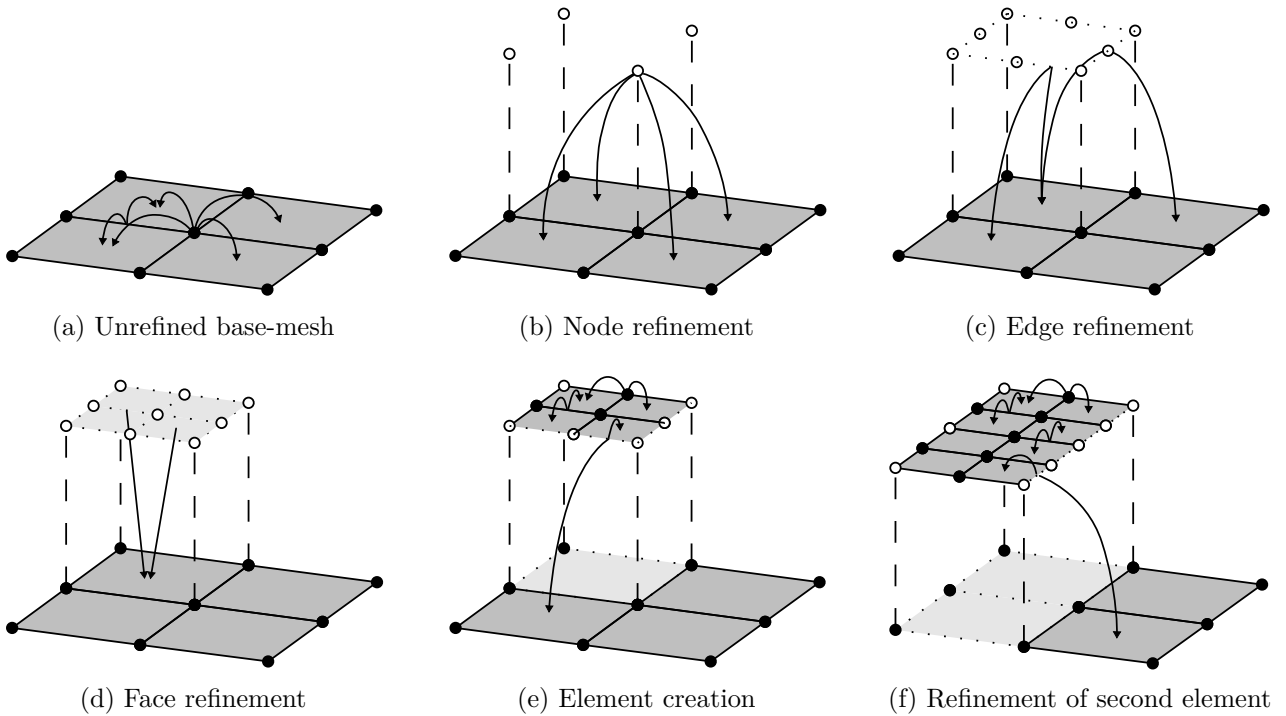 (a) Unrefined base-mesh
(b) Node refinement
(c) Edge refinement
(d) Face refinement
(e) Element creation
(f) Refinement of second element